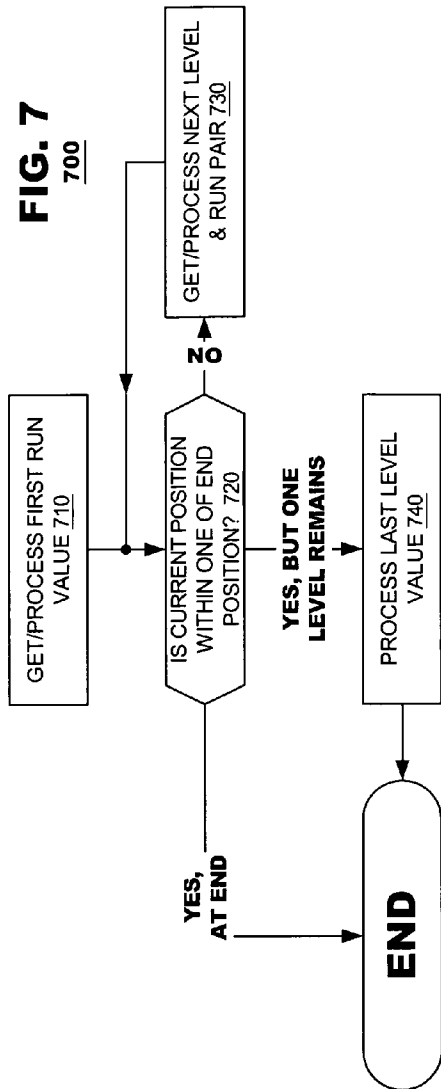 FIG. 7
700
GET/PROCESS FIRST RUN
VALUE 710
IS CURRENT POSITION
WITHIN ONE OF END
POSITION? 720
NO
GET/PROCESS NEXT LEVEL
& RUN PAIR 730
YES,
AT END
YES, BUT ONE
LEVEL REMAINS
PROCESS LAST LEVEL
VALUE 740
END